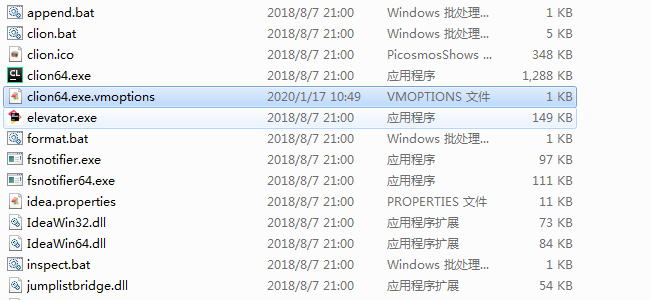 append.bat 2018/8/7 21:00 Windows 批处理... 1 KB
clion.bat 2018/8/7 21:00 Windows 批处理... 5 KB
clion.ico 2018/8/7 21:00 PicosmosShows ... 348 KB
clion64.exe 2018/8/7 21:00 应用程序 1,288 KB
clion64.exe.vmoptions 2020/1/17 10:49 VMOPTIONS 文件 1 KB
elevator.exe 2018/8/7 21:00 应用程序 149 KB
format.bat 2018/8/7 21:00 Windows 批处理... 1 KB
fsnotifier.exe 2018/8/7 21:00 应用程序 97 KB
fsnotifier64.exe 2018/8/7 21:00 应用程序 111 KB
idea.properties 2018/8/7 21:00 PROPERTIES 文件 11 KB
IdeaWin32.dll 2018/8/7 21:00 应用程序扩展 73 KB
IdeaWin64.dll 2018/8/7 21:00 应用程序扩展 84 KB
inspect.bat 2018/8/7 21:00 Windows 批处理... 1 KB
jumplistbridge.dll 2018/8/7 21:00 应用程序扩展 54 KB